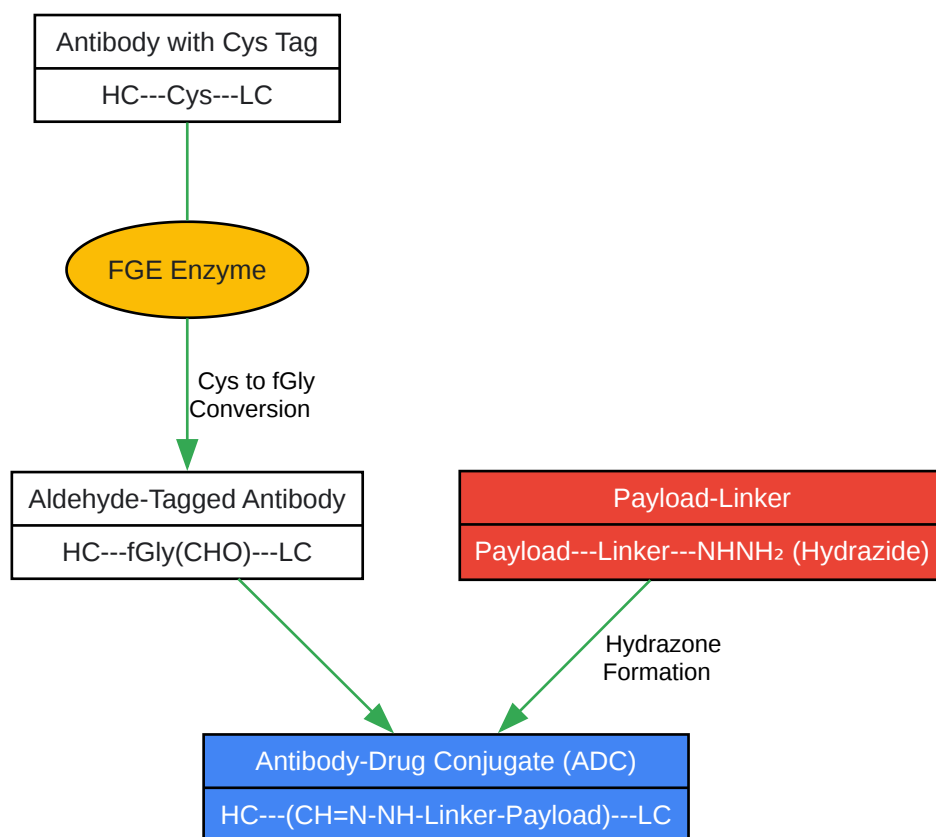 Antibody with Cys Tag
HC---Cys---LC
FGE Enzyme
Cys to fGly
Conversion
Aldehyde-Tagged Antibody
HC---fGly(CHO)---LC
Payload-Linker
Payload---Linker---NHNH₂ (Hydrazide)
Hydrazone
Formation
Antibody-Drug Conjugate (ADC)
HC---(CH=N-NH-Linker-Payload)---LC